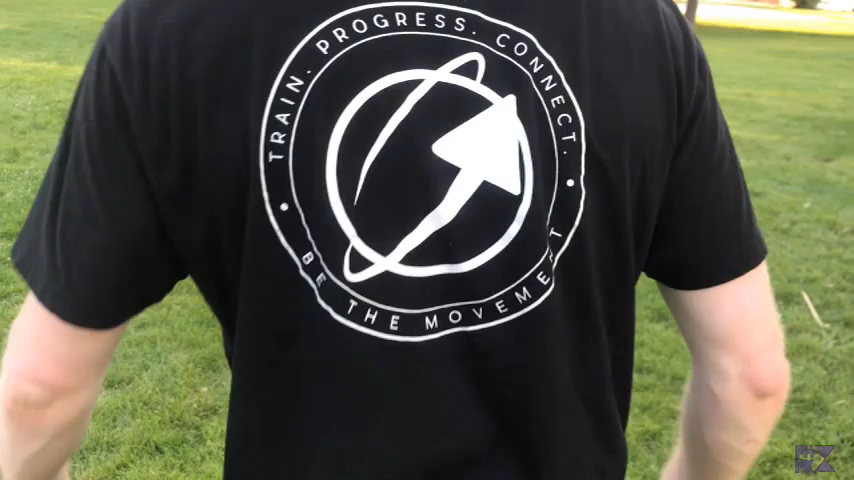 TRAIN. PROGRESS. CONNECT.
BE THE MOVEMENT